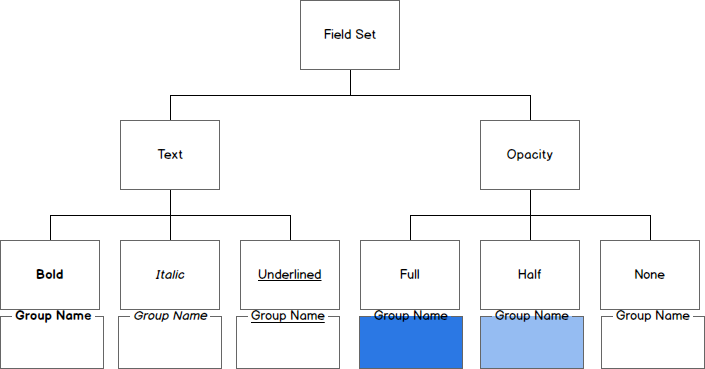 Field Set
Text
Opacity
Bold
Italic
Underlined
Full
Half
None
Group Name
Group Name
Group Name
Group Name
Group Name
Group Name